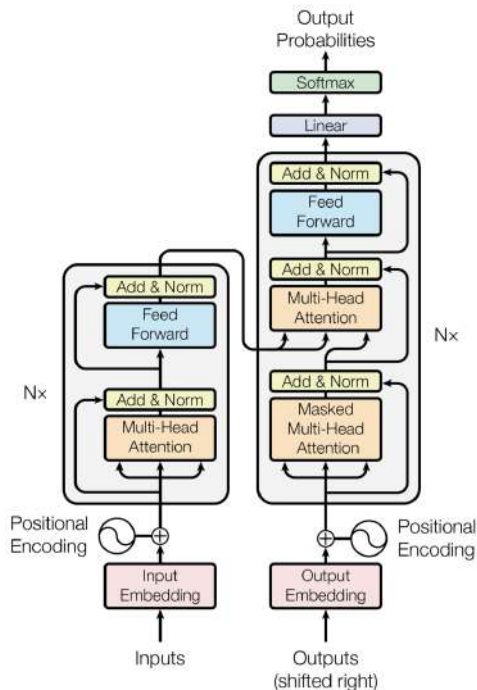 Output
Probabilities
Softmax
Linear
Add & Norm
Feed
Forward
Add & Norm
Multi-Head
Attention
Nx
Add & Norm
Masked
Multi-Head
Attention
Positional
Encoding
Output
Embedding
Outputs
(shifted right)
Add & Norm
Feed
Forward
Nx
Add & Norm
Multi-Head
Attention
Positional
Encoding
Input
Embedding
Inputs